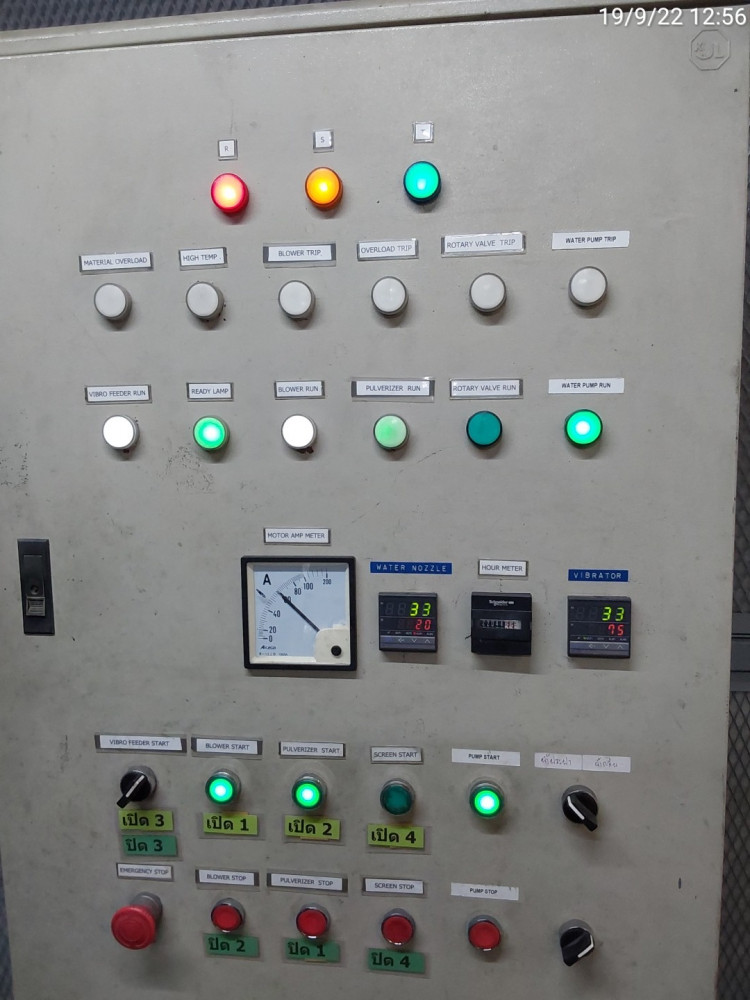 19/9/22 12:56
R
S
MATERIAL OVERLOAD
HIGH TEMP
BLOWER TRIP
OVERLOAD TRIP
ROTARY VALVE TRIP
WATER PUMP TRIP
VIBRO FEEDER RUN
READY LAMP
BLOWER RUN
PULVERIZER RUN
ROTARY VALVE RUN
WATER PUMP RUN
MOTOR AMP METER
WATER NOZZLE
HOUR METER
VIBRATOR
A
200
100
80
40
20
0
33
20
33
75
VIBRO FEEDER START
BLOWER START
PULVERIZER START
SCREEN START
PUMP START
เปิด 3
เปิด 1
เปิด 2
เปิด 4
ปิด 3
EMERGENCY STOP
BLOWER STOP
PULVERIZER STOP
SCREEN STOP
PUMP STOP
ปิด 2
ปิด 1
ปิด 4